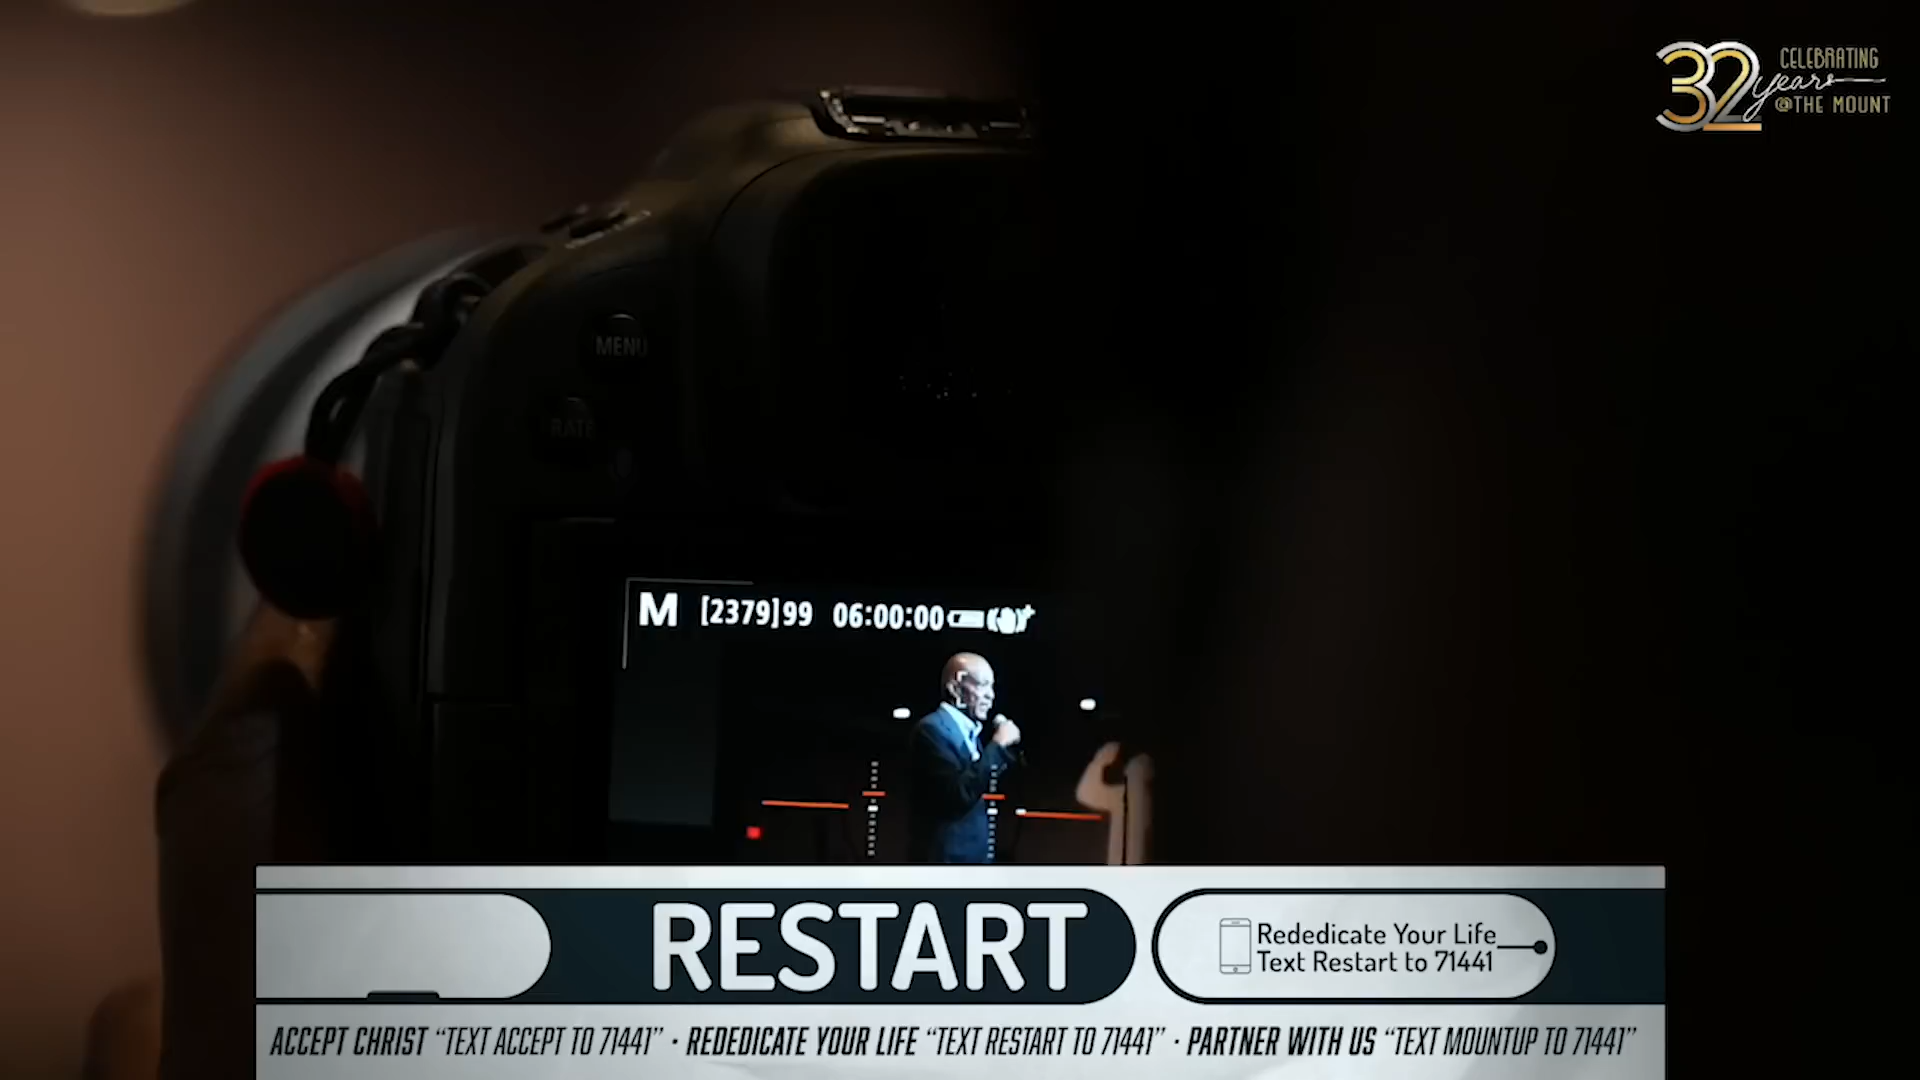 32 years
CELEBRATING
@THE MOUNT
MENU
RATE
M [2379]99 06:00:00
RESTART
Rededicate Your Life
Text Restart to 71441
ACCEPT CHRIST “TEXT ACCEPT TO 71441” · REDEDICATE YOUR LIFE “TEXT RESTART TO 71441” · PARTNER WITH US “TEXT MOUNTUP TO 71441”